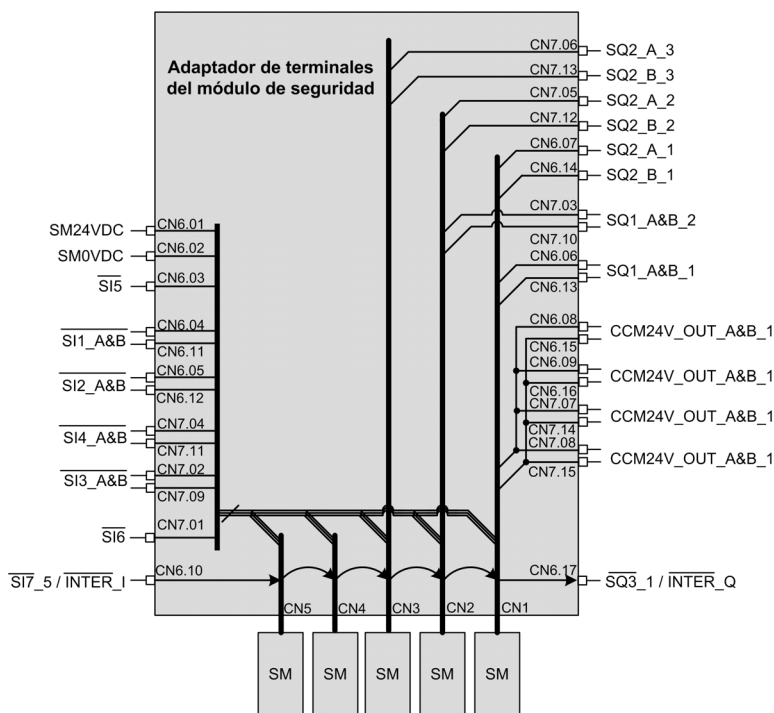 Adaptador de terminales
del módulo de seguridad
CN7.06 SQ2_A_3
CN7.13 SQ2_B_3
CN7.05 SQ2_A_2
CN7.12 SQ2_B_2
CN6.07 SQ2_A_1
CN6.14 SQ2_B_1
CN7.03
SQ1_A&B_2
CN7.10
CN6.06
SQ1_A&B_1
CN6.13
CN6.08
CCM24V_OUT_A&B_1
CN6.15
CN6.09
CCM24V_OUT_A&B_1
CN6.16
CN7.07
CCM24V_OUT_A&B_1
CN7.14
CN7.08
CCM24V_OUT_A&B_1
CN7.15
SM24VDC CN6.01
SM0VDC CN6.02
SI5 CN6.03
CN6.04
SI1_A&B
CN6.11
CN6.05
SI2_A&B
CN6.12
CN7.04
SI4_A&B
CN7.11
CN7.02
SI3_A&B
CN7.09
CN7.01
SI6
SI7_5 / INTER_I CN6.10
CN6.17 SQ3_1 / INTER_Q
CN5 CN4 CN3 CN2 CN1
SM SM SM SM SM